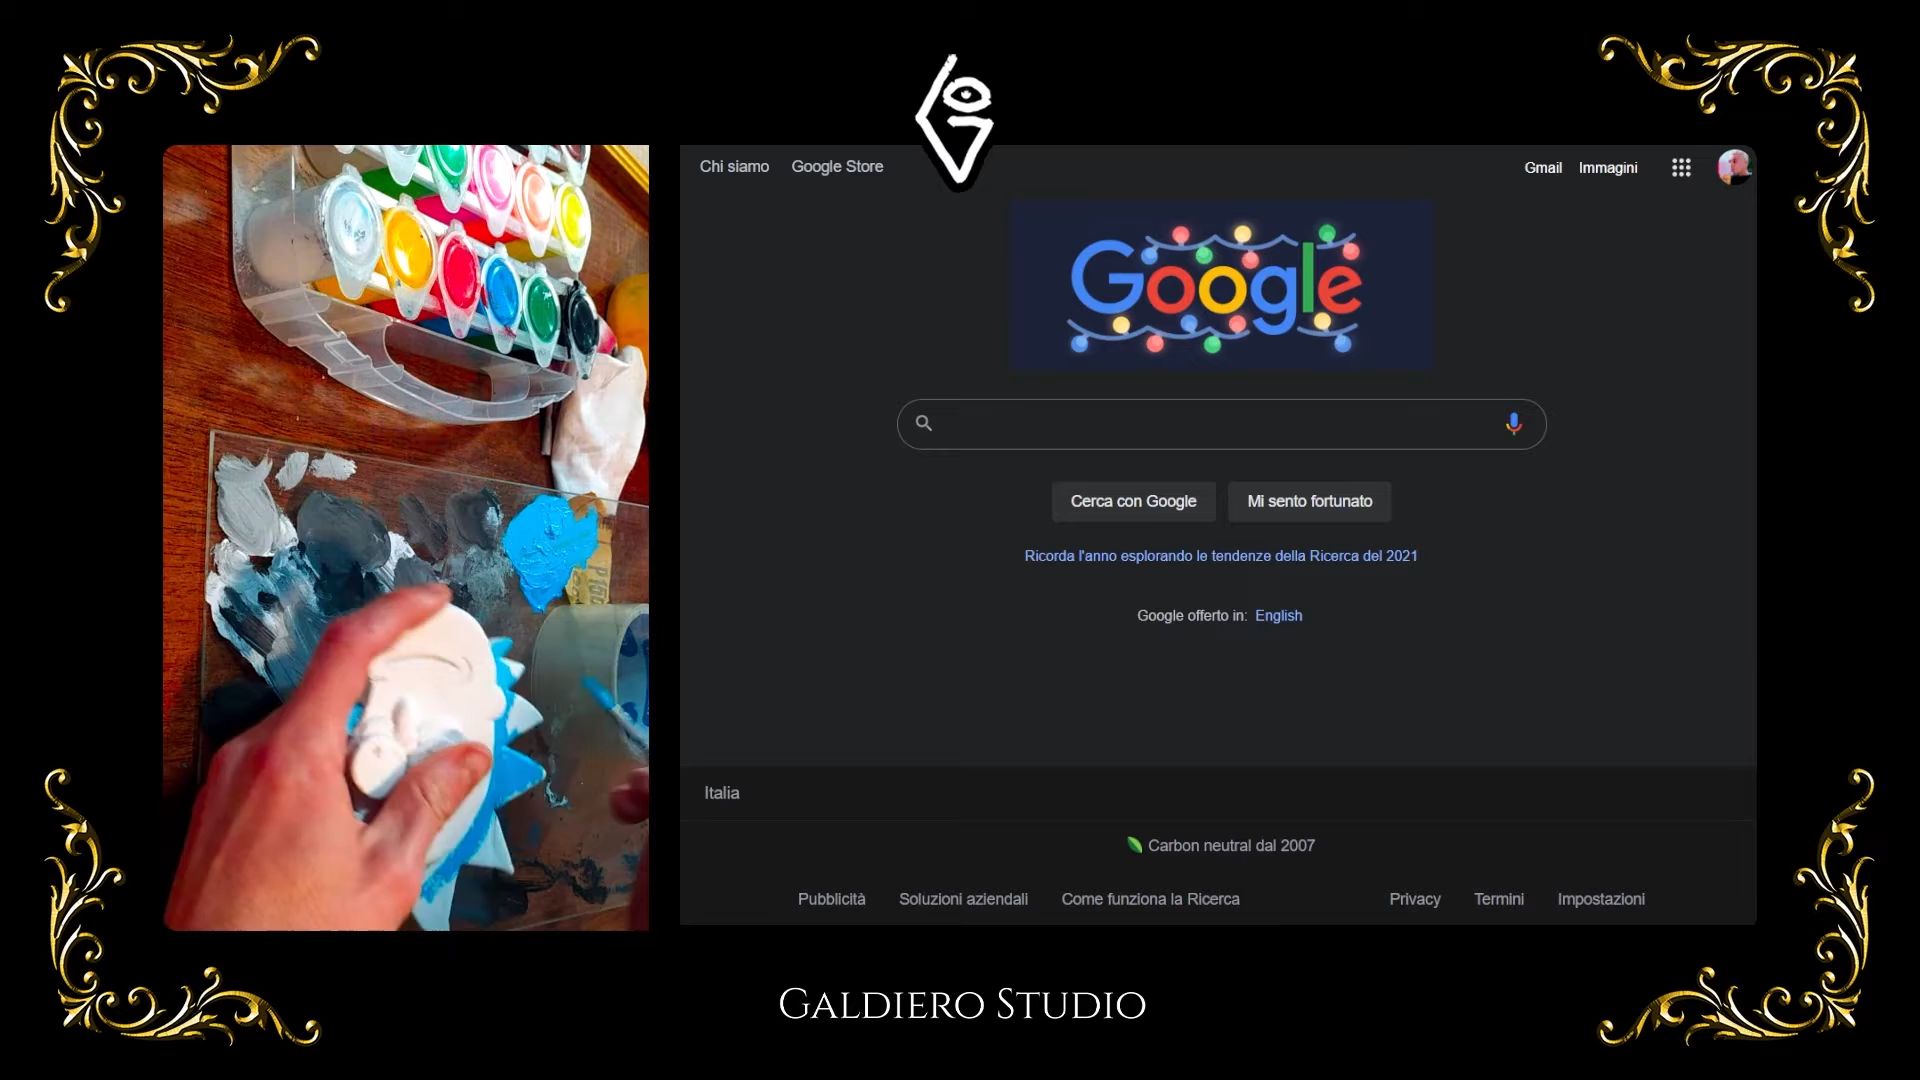 Chi siamo Google Store
Gmail Immagini
Google
Cerca con Google Mi sento fortunato
Ricorda l'anno esplorando le tendenze della Ricerca del 2021
Google offerto in: English
P150
Italia
Carbon neutral dal 2007
Pubblicità Soluzioni aziendali Come funziona la Ricerca Privacy Termini Impostazioni
Galdiero Studio